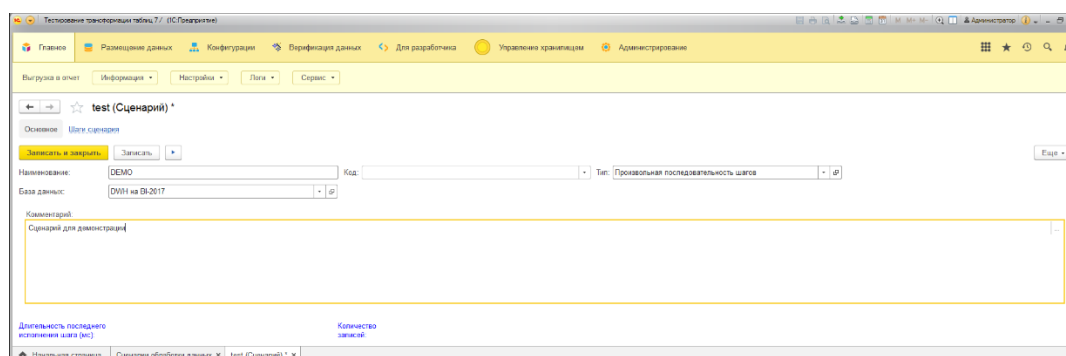 Тестирование трансформации таблиц 7 / (1С:Предприятие)
M M+ M- Администратор
Главное Размещение данных Конфигурации Верификация данных Для разработчика Управление хранилищем Администрирование
Выгрузка в отчет Информация Настройки Логи Сервис
test (Сценарий) *
Основное Шаги сценария
Записать и закрыть Записать Еще
Наименование: DEMO Код: Тип: Произвольная последовательность шагов
База данных: DWH на BI-2017
Комментарий:
Сценарий для демонстрации
Длительность последнего Количество
исполнения шага (мс): записей:
Начальная страница Сценарии обработки данных × test (Сценарий) * ×